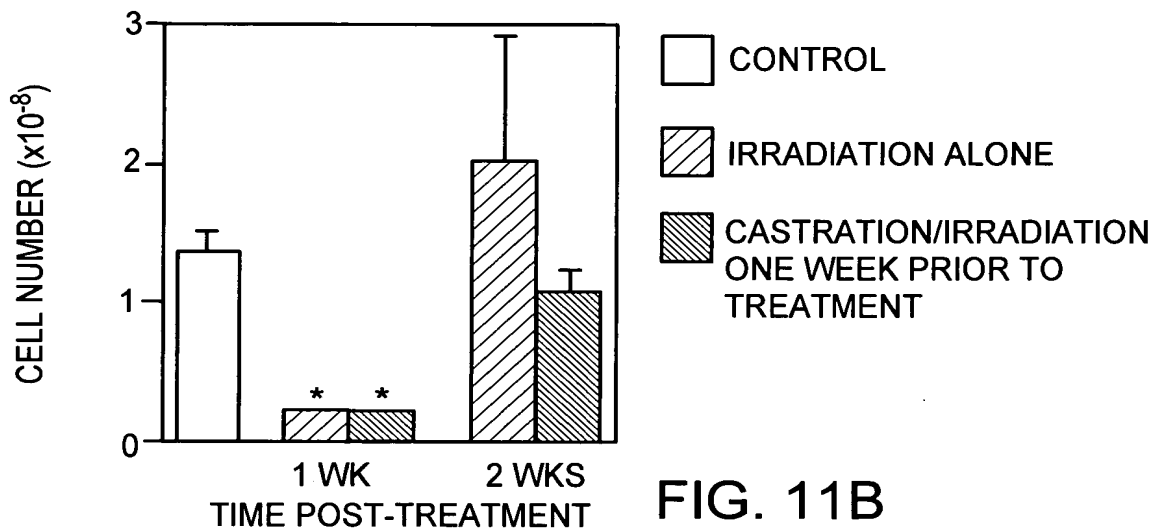 3
2
1
0
CELL NUMBER (x10⁻⁸)
* *
1 WK 2 WKS
TIME POST-TREATMENT
CONTROL
IRRADIATION ALONE
CASTRATION/IRRADIATION
ONE WEEK PRIOR TO
TREATMENT
FIG. 11B